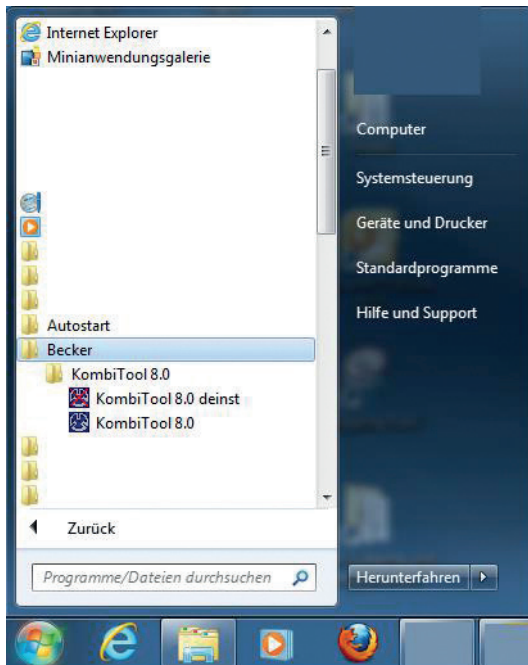 Internet Explorer
Minianwendungsgalerie
Autostart
Becker
KombiTool 8.0
KombiTool 8.0 deinst
KombiTool 8.0
Zurück
Programme/Dateien durchsuchen
Computer
Systemsteuerung
Geräte und Drucker
Standardprogramme
Hilfe und Support
Herunterfahren